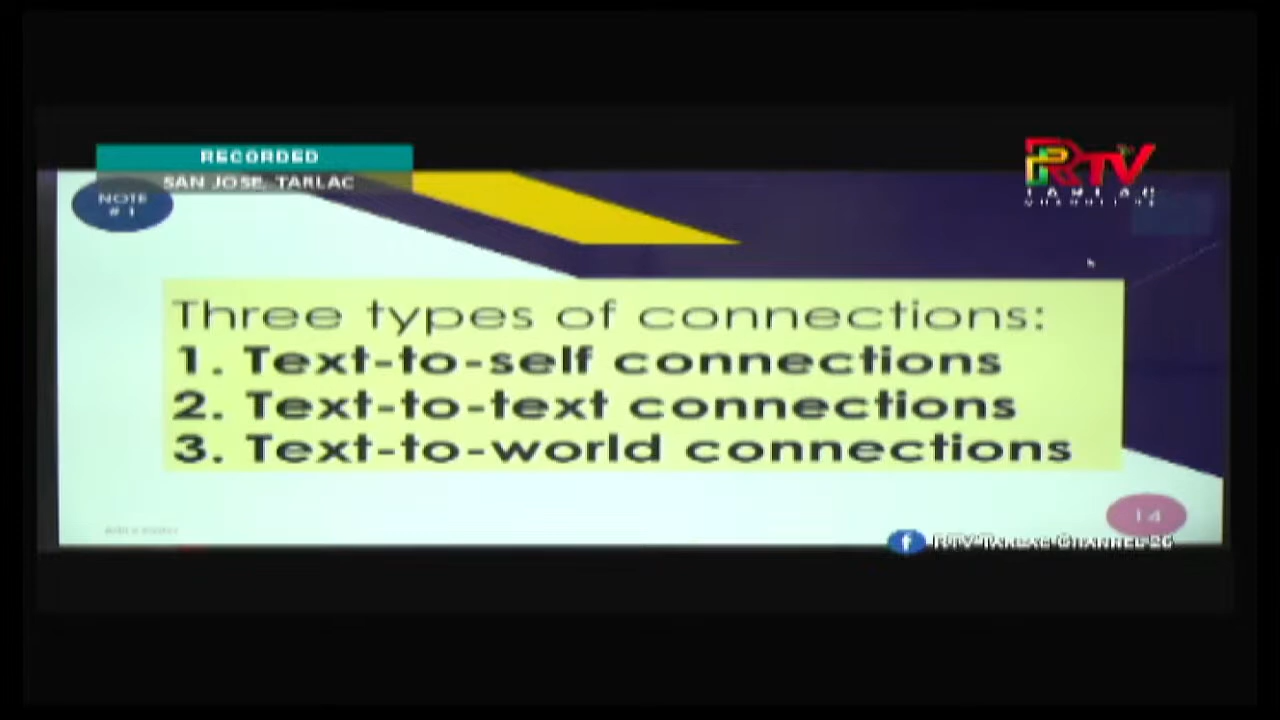 RECORDED
SAN JOSE, TARLAC
RTV
TARLAC
NOTE
# 1
Three types of connections:
1. Text-to-self connections
2. Text-to-text connections
3. Text-to-world connections
14
f RTV Tarlac Channel 26